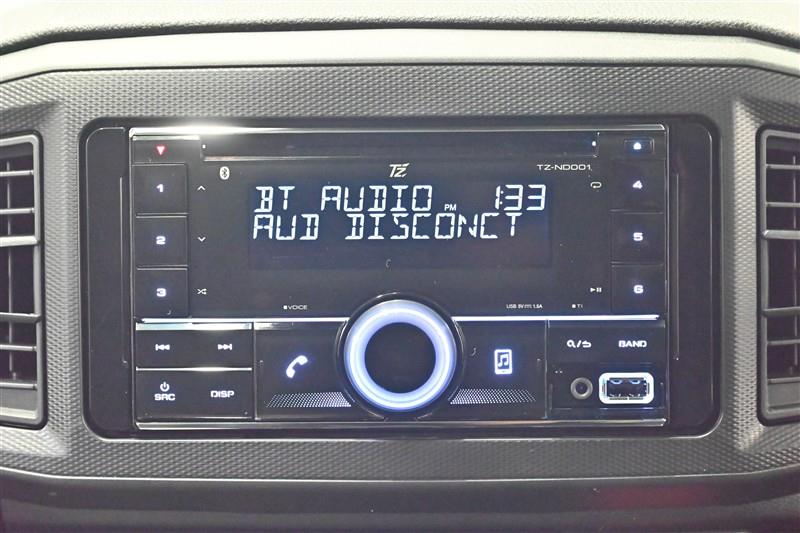 TZ
TZ-ND001
BT AUDIO PM 1:33
AUD DISCONCT
1
2
3
4
5
6
VOICE
USB 5V 1.5A
TI
SRC
DISP
BAND